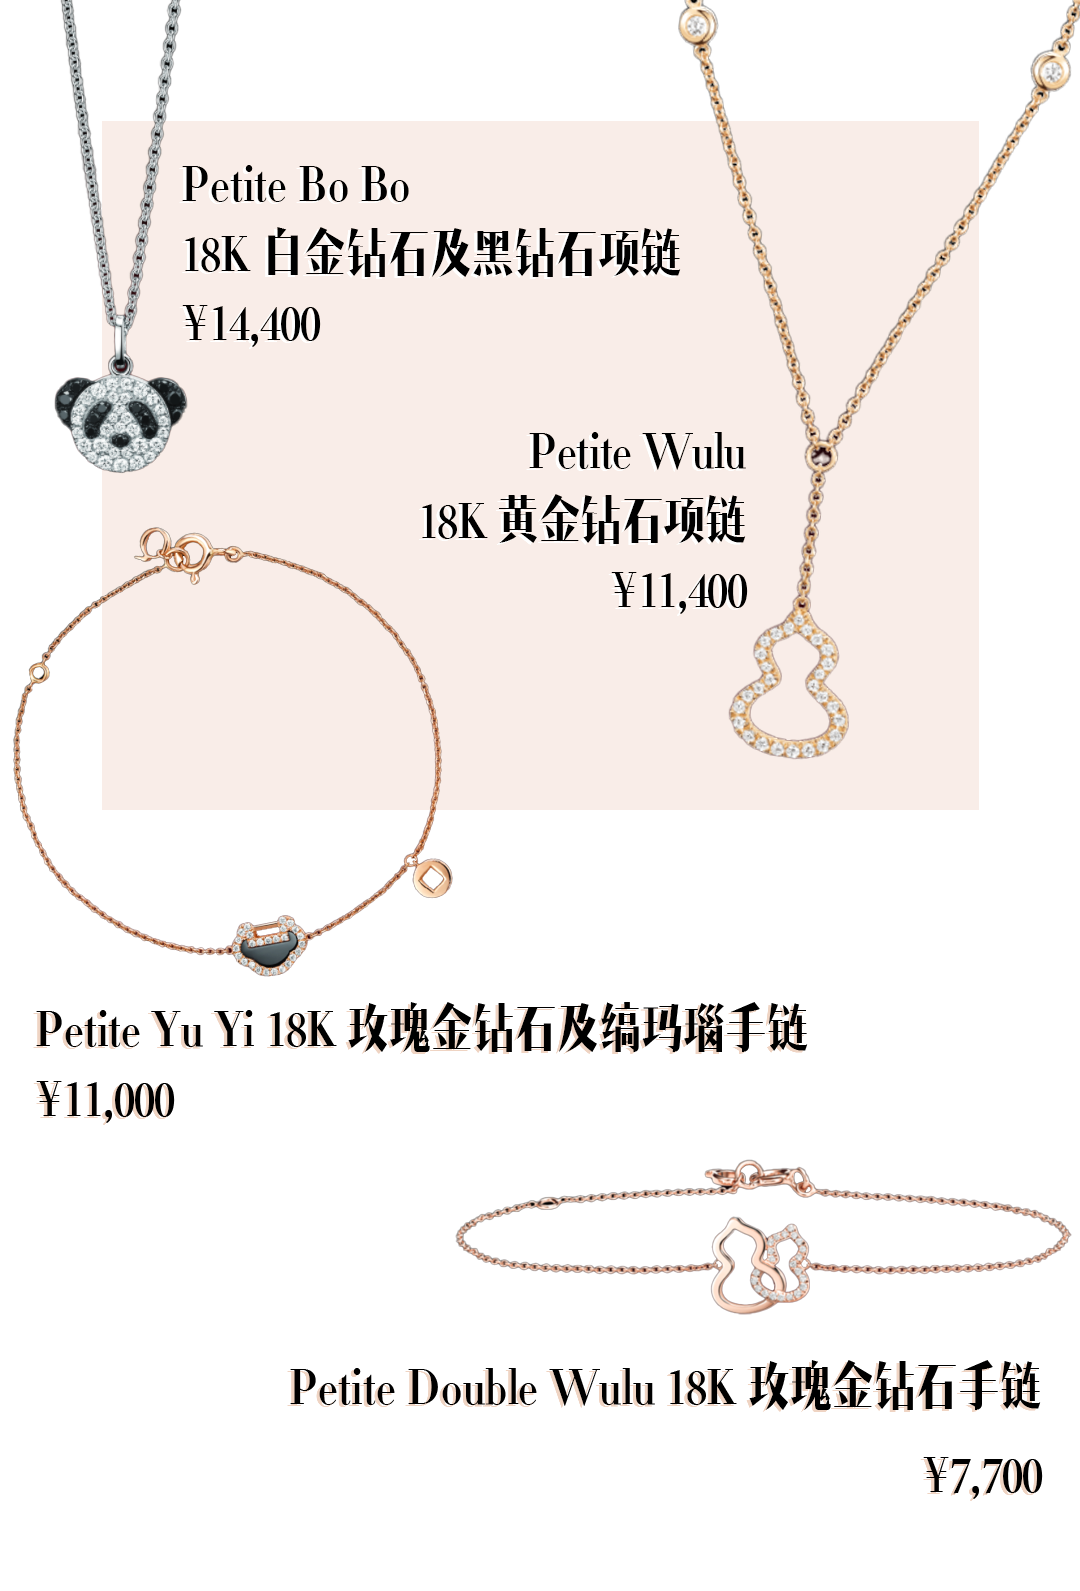 Petite Bo Bo
18K 白金钻石及黑钻石项链
¥14,400
Petite Wulu
18K 黄金钻石项链
¥11,400
Petite Yu Yi 18K 玫瑰金钻石及缟玛瑙手链
¥11,000
Petite Double Wulu 18K 玫瑰金钻石手链
¥7,700